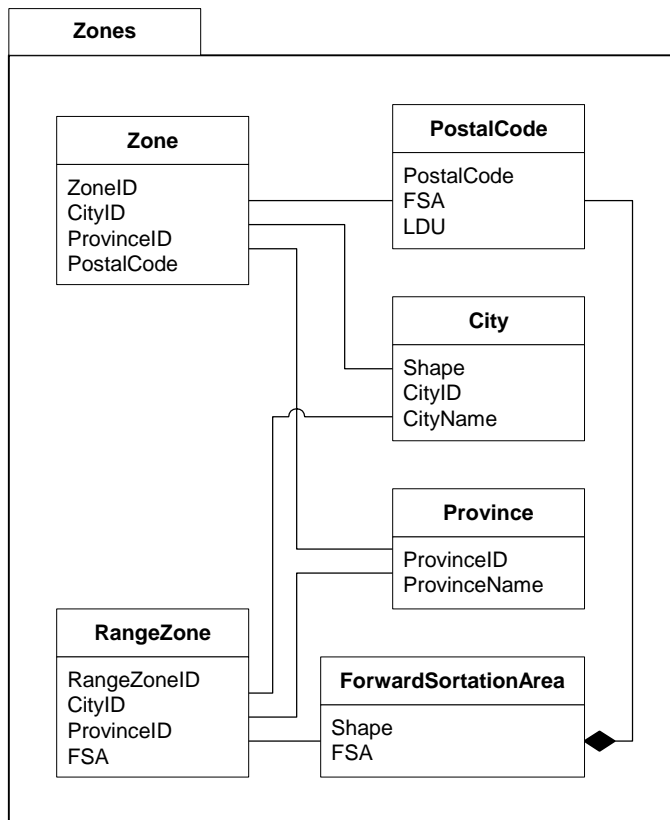 Zones
Zone
ZoneID
CityID
ProvinceID
PostalCode
PostalCode
PostalCode
FSA
LDU
City
Shape
CityID
CityName
Province
ProvinceID
ProvinceName
RangeZone
RangeZoneID
CityID
ProvinceID
FSA
ForwardSortationArea
Shape
FSA